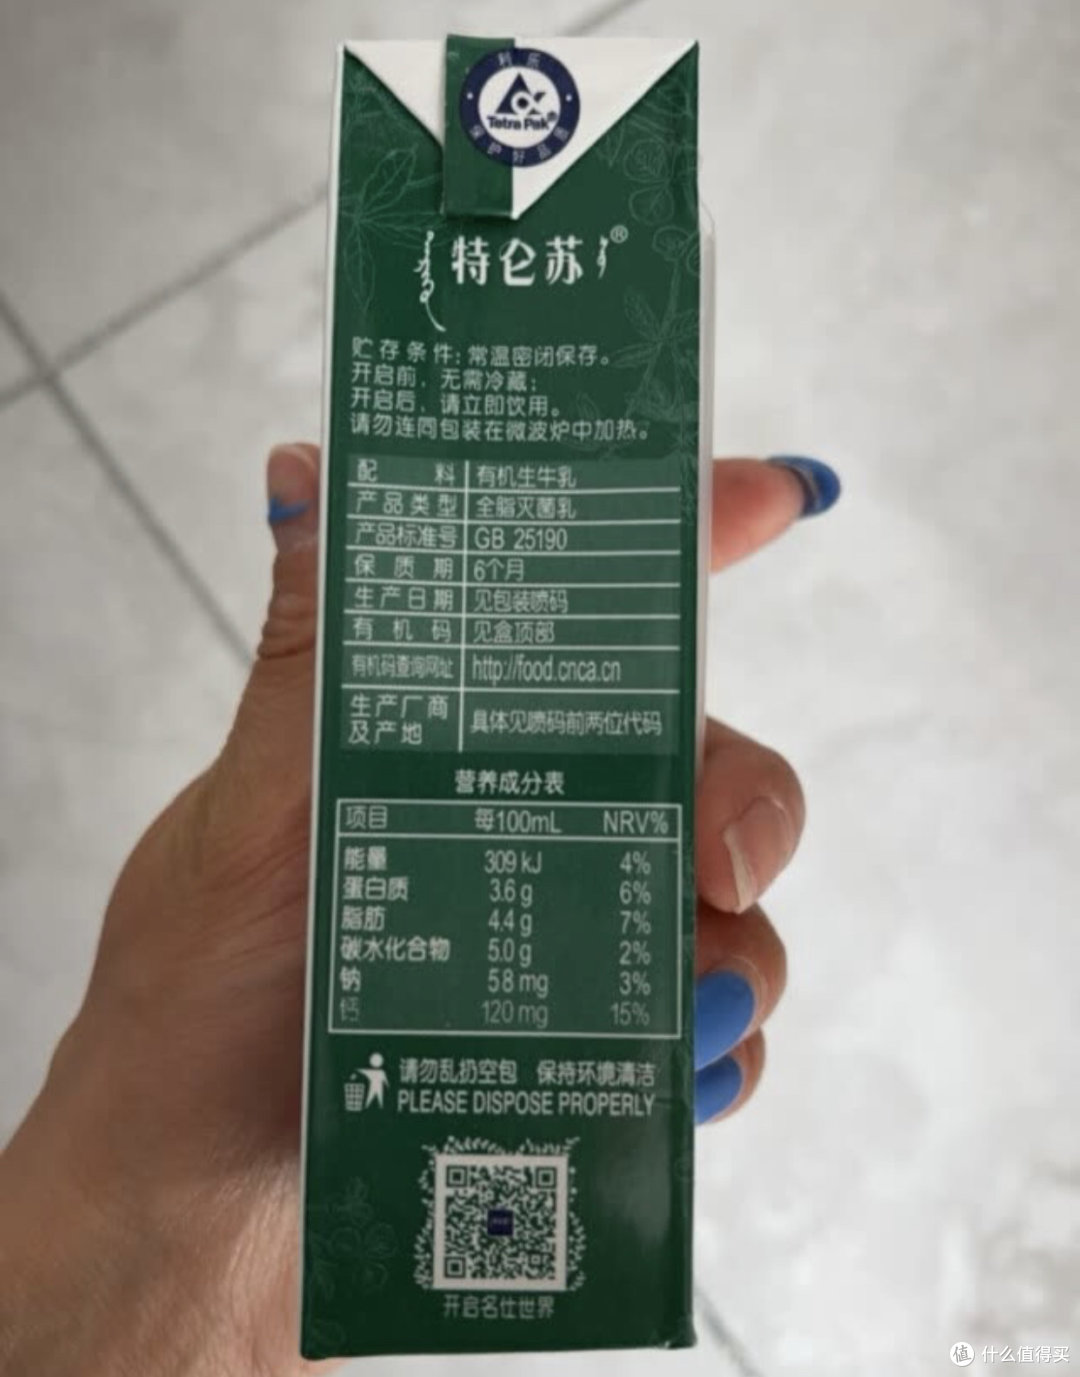 利乐
Tetra Pak®
保护好品质
特仑苏®
贮存条件：常温密闭保存。
开启前，无需冷藏；
开启后，请立即饮用。
请勿连同包装在微波炉中加热。
配料 有机生牛乳
产品类型 全脂灭菌乳
产品标准号 GB 25190
保质期 6个月
生产日期 见包装喷码
有机码 见盒顶部
有机码查询网址 http://food.cnca.cn
生产厂商及产地 具体见喷码前两位代码
营养成分表
项目 每100mL NRV%
能量 309 kJ 4%
蛋白质 3.6 g 6%
脂肪 4.4 g 7%
碳水化合物 5.0 g 2%
钠 58 mg 3%
钙 120 mg 15%
请勿乱扔空包 保持环境清洁
PLEASE DISPOSE PROPERLY
开启名仕世界
值 什么值得买